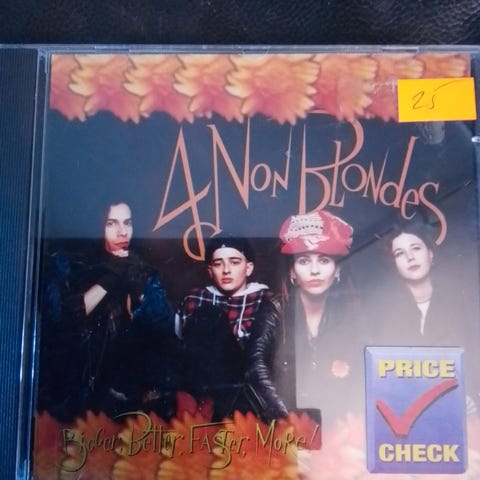 25
4 Non Blondes
Bigger, Better, Faster, More!
PRICE
CHECK